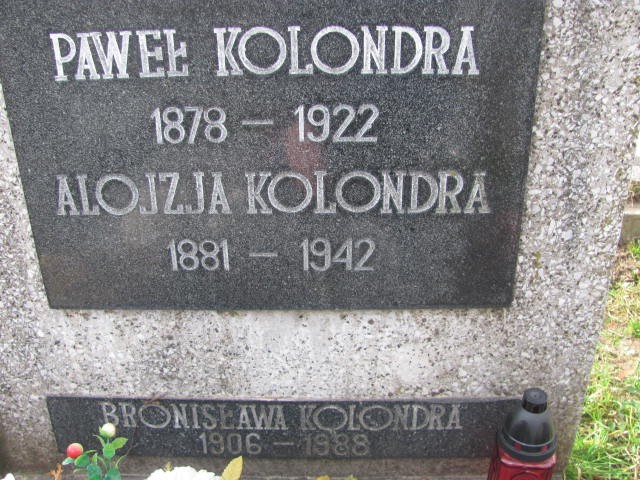 PAWEŁ KOLONDRA
1878 — 1922
ALOJZJA KOLONDRA
1881 — 1942
BRONISŁAWA KOLONDRA
1906 — 1988